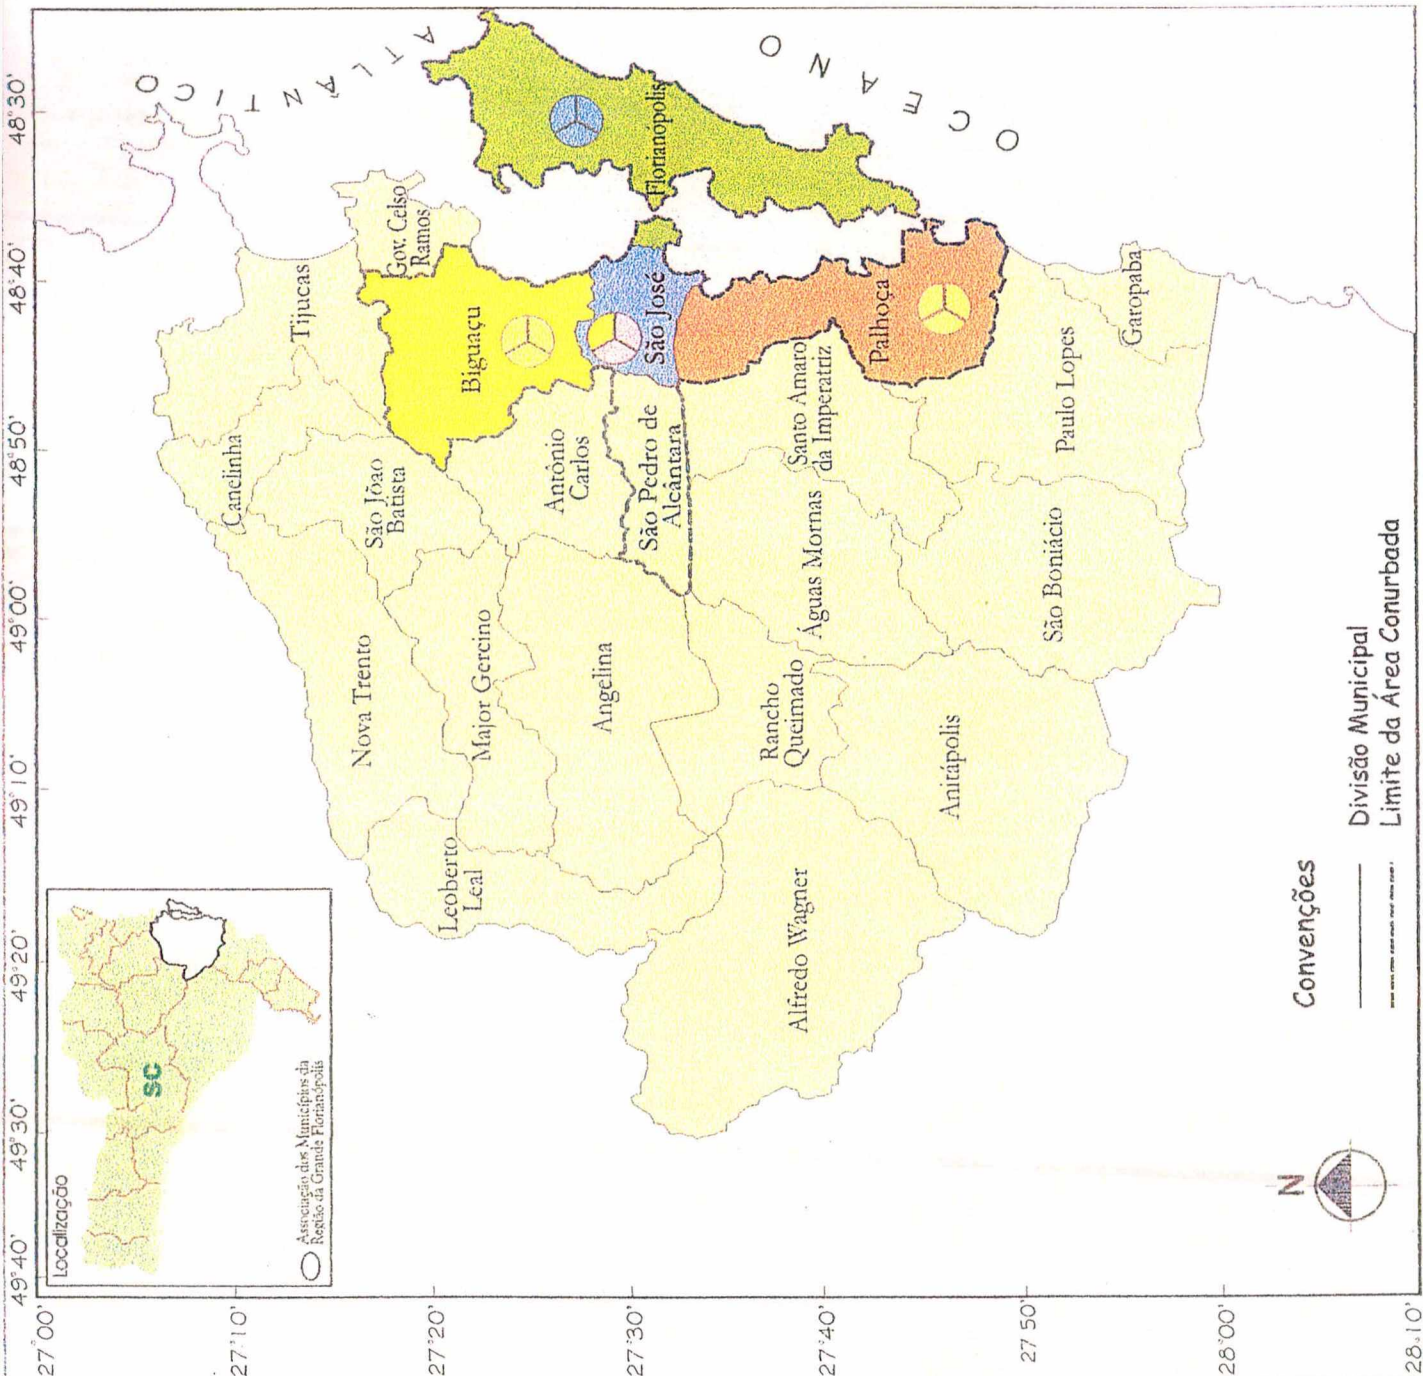 48°30'
48°40'
48°50'
49°00'
49°10'
49°20'
49°30'
49°40'
27°00'
27°10'
27°20'
27°30'
27°40'
27°50'
28°00'
28°10'
Localização
SC
Associação dos Municípios da
Região da Grande Florianópolis
OCEANO
ATLÂNTICO
Tijucas
Gov. Celso
Ramos
Canelinha
São João
Batista
Biguaçu
Nova Trento
Major Gercino
Leoberto
Leal
Antônio
Carlos
Angelina
São Pedro de
Alcântara
São José
Florianópolis
Santo Amaro
da Imperatriz
Palhoça
Águas Mornas
Rancho
Queimado
Alfredo Wagner
Anitápolis
São Boniácio
Paulo Lopes
Garopaba
N
Convenções
Divisão Municipal
Limite da Área Conurbada